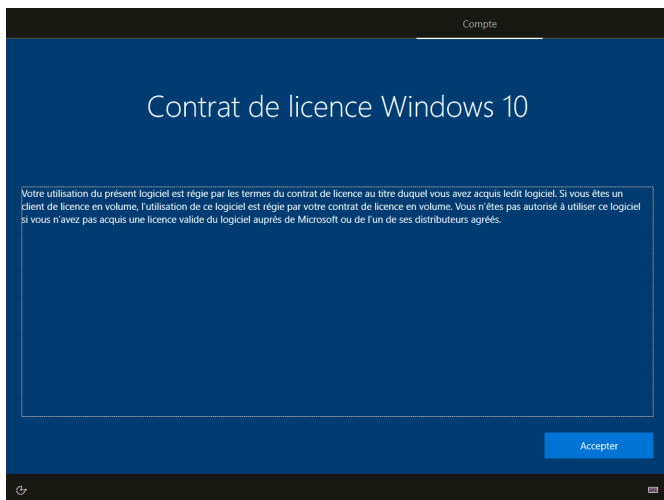 Compte
Contrat de licence Windows 10
Votre utilisation du présent logiciel est régie par les termes du contrat de licence au titre duquel vous avez acquis ledit logiciel. Si vous êtes un
client de licence en volume, l'utilisation de ce logiciel est régie par votre contrat de licence en volume. Vous n'êtes pas autorisé à utiliser ce logiciel
si vous n'avez pas acquis une licence valide du logiciel auprès de Microsoft ou de l'un de ses distributeurs agréés.
Accepter